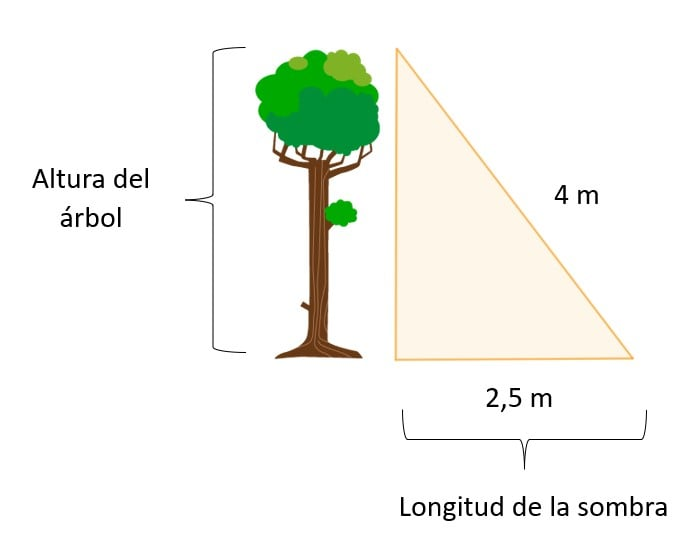 Altura del
árbol
4 m
2,5 m
Longitud de la sombra